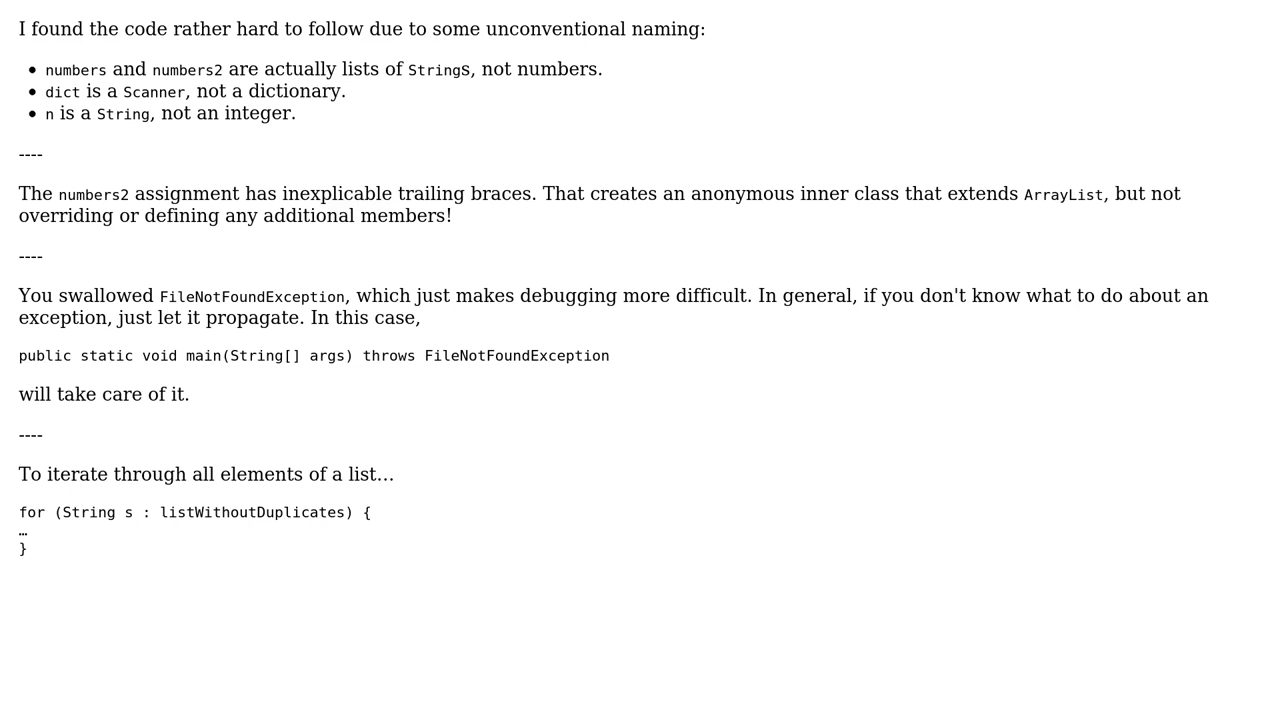 I found the code rather hard to follow due to some unconventional naming:
• numbers and numbers2 are actually lists of Strings, not numbers.
• dict is a Scanner, not a dictionary.
• n is a String, not an integer.
----
The numbers2 assignment has inexplicable trailing braces. That creates an anonymous inner class that extends ArrayList, but not
overriding or defining any additional members!
----
You swallowed FileNotFoundException, which just makes debugging more difficult. In general, if you don't know what to do about an
exception, just let it propagate. In this case,
public static void main(String[] args) throws FileNotFoundException
will take care of it.
----
To iterate through all elements of a list…
for (String s : listWithoutDuplicates) {
…
}